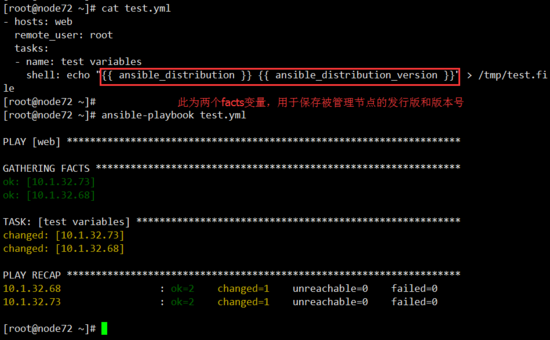 [root@node72 ~]# cat test.yml
- hosts: web
  remote_user: root
  tasks:
  - name: test variables
    shell: echo "{{ ansible_distribution }} {{ ansible_distribution_version }}" > /tmp/test.fi
le
[root@node72 ~]# 此为两个facts变量，用于保存被管理节点的发行版和版本号
[root@node72 ~]# ansible-playbook test.yml

PLAY [web] *********************************************************************

GATHERING FACTS ***************************************************************
ok: [10.1.32.73]
ok: [10.1.32.68]

TASK: [test variables] *********************************************************
changed: [10.1.32.73]
changed: [10.1.32.68]

PLAY RECAP ********************************************************************
10.1.32.68                 : ok=2    changed=1    unreachable=0    failed=0
10.1.32.73                 : ok=2    changed=1    unreachable=0    failed=0

[root@node72 ~]#